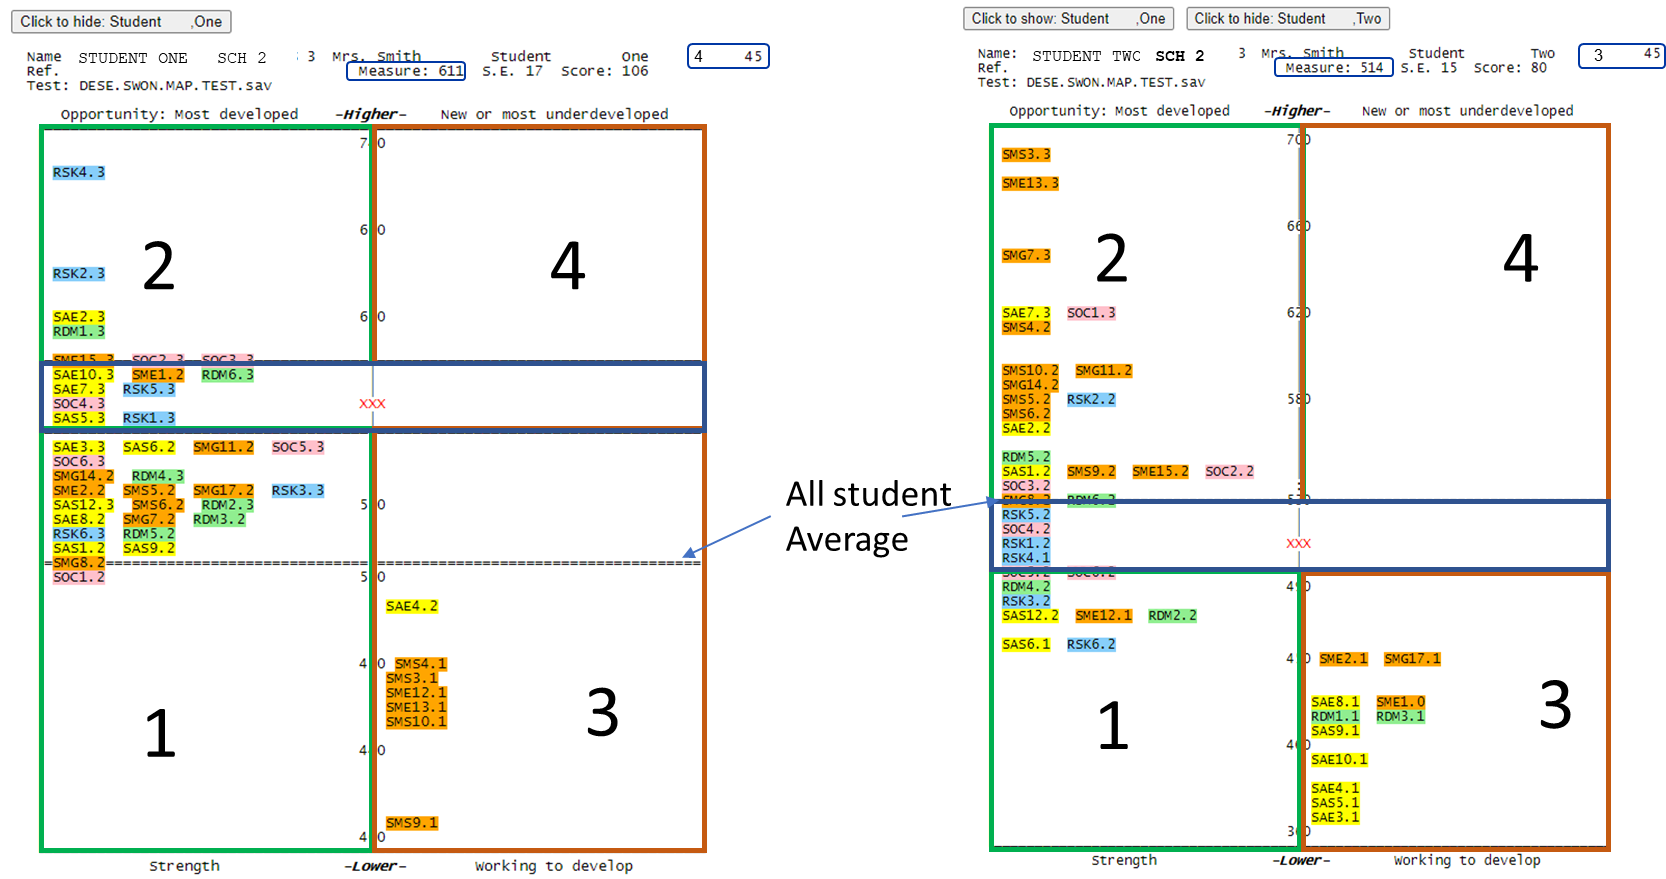 Click to hide: Student ,One
Name STUDENT ONE SCH 2 3 Mrs. Smith Student One 4 45
Ref. Measure: 611 S.E. 17 Score: 106
Test: DESE.SWON.MAP.TEST.sav
Opportunity: Most developed -Higher- New or most underdeveloped
RSK4.3
2 4
RSK2.3
SAE2.3
RDM1.3
SME15.3 SOC2.3 SOC3.3
SAE10.3 SME1.2 RDM6.3
SAE7.3 RSK5.3
SOC4.3 XXX
SAS5.3 RSK1.3
SAE3.3 SAS6.2 SMG11.2 SOC5.3
SOC6.3
SMG14.2 RDM4.3
SME2.2 SMS5.2 SMG17.2 RSK3.3
SAS12.3 SMS6.2 RDM2.3
SAE8.2 SMG7.2 RDM3.2
RSK6.3 RDM5.2
SAS1.2 SAS9.2
SMG8.2
SOC1.2
SAE4.2
SMS4.1
SMS3.1
SME12.1
SME13.1
SMS10.1
1 3
SMS9.1
Strength -Lower- Working to develop
All student
Average
Click to show: Student ,One Click to hide: Student ,Two
Name: STUDENT TWO SCH 2 3 Mrs. Smith Student Two 3 45
Ref. Measure: 514 S.E. 15 Score: 80
Test: DESE.SWON.MAP.TEST.sav
Opportunity: Most developed -Higher- New or most underdeveloped
700
SMS3.3
SME13.3
660
2 4
SMG7.3
SAE7.3 SOC1.3 620
SMS4.2
SMS10.2 SMG11.2
SMG14.2
SMS5.2 RSK2.2 580
SMS6.2
SAE2.2
RDM5.2
SAS1.2 SMS9.2 SME15.2 SOC2.2
SOC3.2
SMG8.2 RDM6.2
RSK5.2
SOC4.2
RSK1.2 XXX
RSK4.1
SOC5.2 SOC6.2
RDM4.2
RSK3.2
SAS12.2 SME12.1 RDM2.2
SAS6.1 RSK6.2
SME2.1 SMG17.1
SAE8.1 SME1.0
RDM1.1 RDM3.1
SAS9.1
1 3
SAE10.1
SAE4.1
SAS5.1
SAE3.1
Strength -Lower- Working to develop